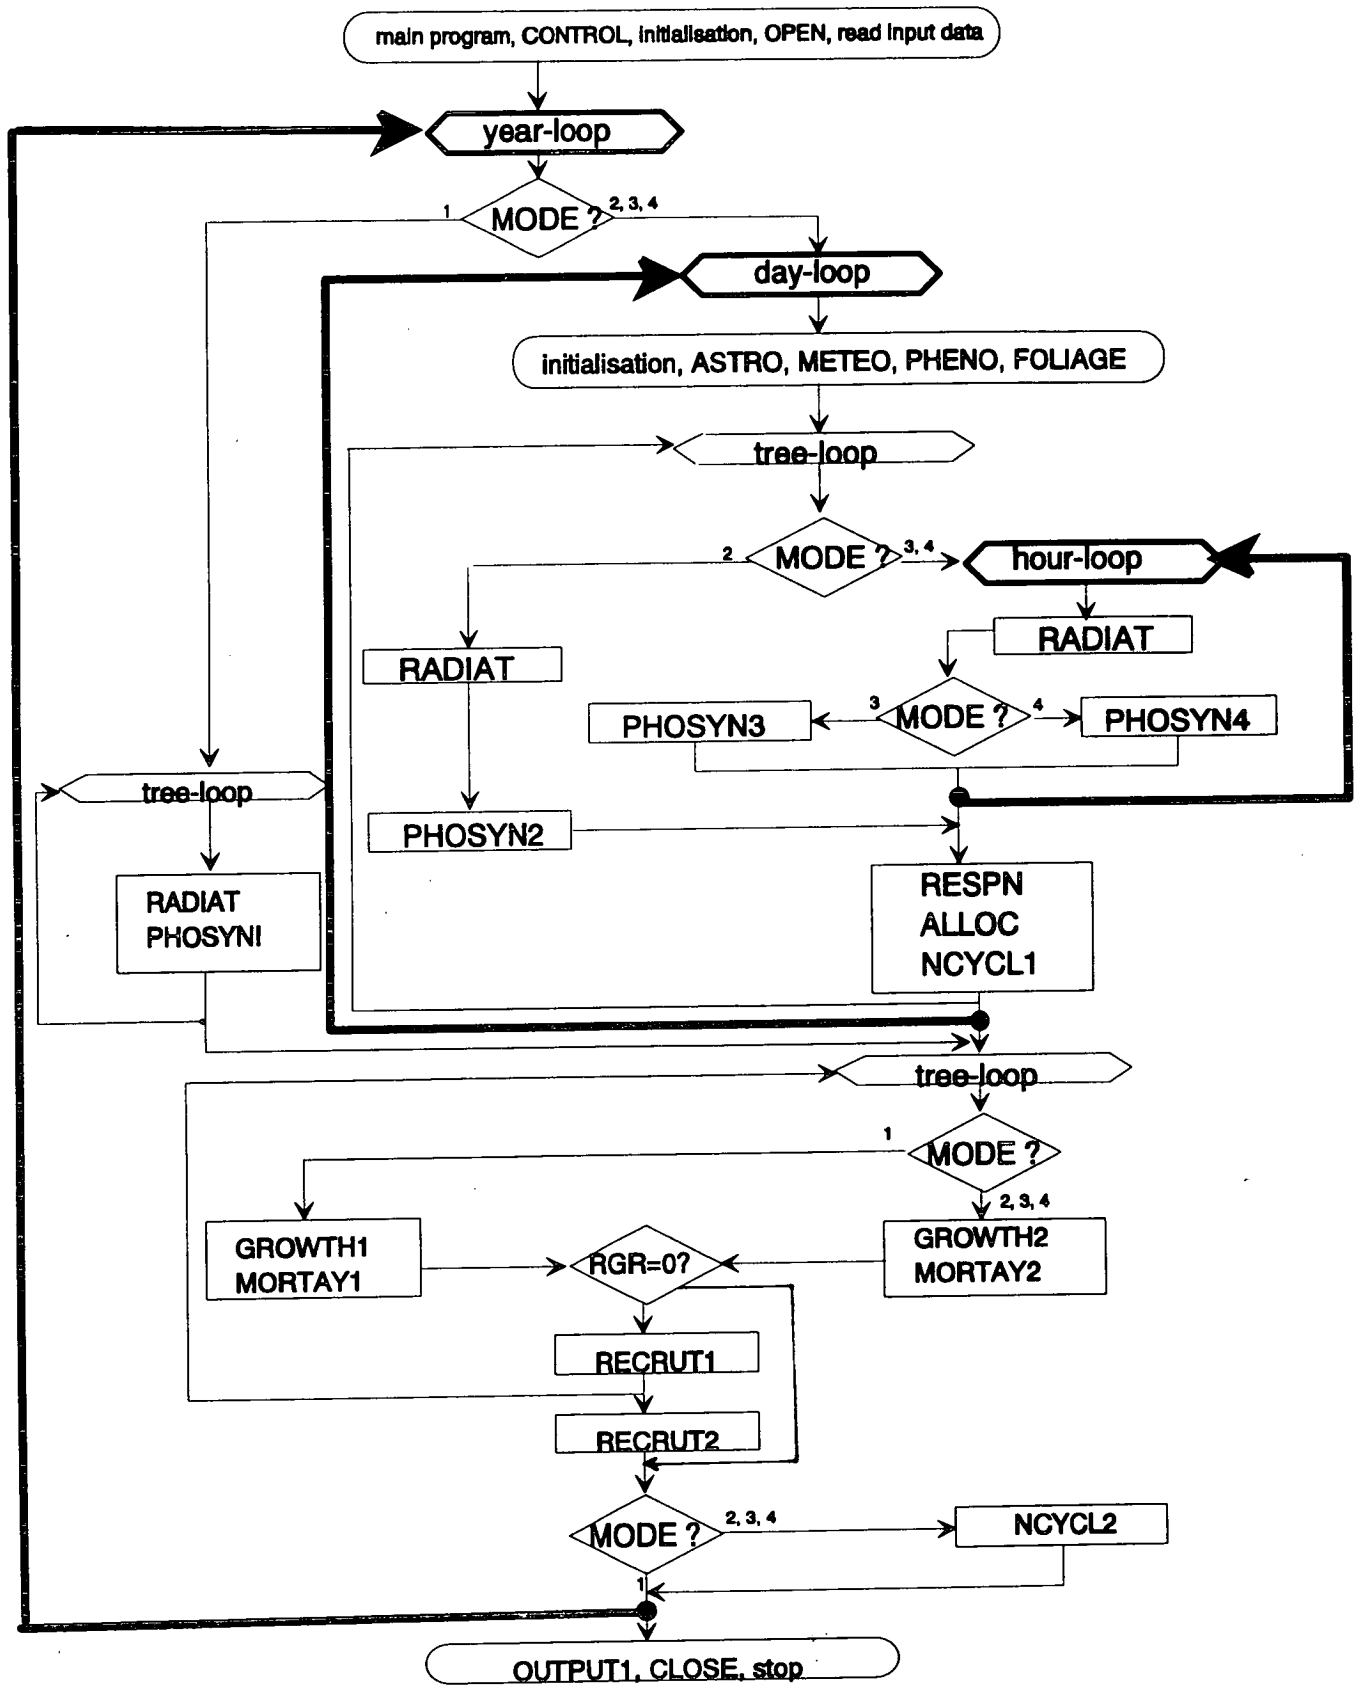 main program, CONTROL, initialisation, OPEN, read input data
year-loop
1
MODE ?
2, 3, 4
day-loop
initialisation, ASTRO, METEO, PHENO, FOLIAGE
tree-loop
2
MODE ?
3, 4
hour-loop
RADIAT
RADIAT
3
MODE ?
4
PHOSYN3
PHOSYN4
tree-loop
PHOSYN2
RADIAT
PHOSYNI
RESPN
ALLOC
NCYCL1
tree-loop
1
MODE ?
2, 3, 4
GROWTH1
MORTAY1
RGR=0?
GROWTH2
MORTAY2
RECRUT1
RECRUT2
MODE ?
2, 3, 4
NCYCL2
1
OUTPUT1, CLOSE, stop